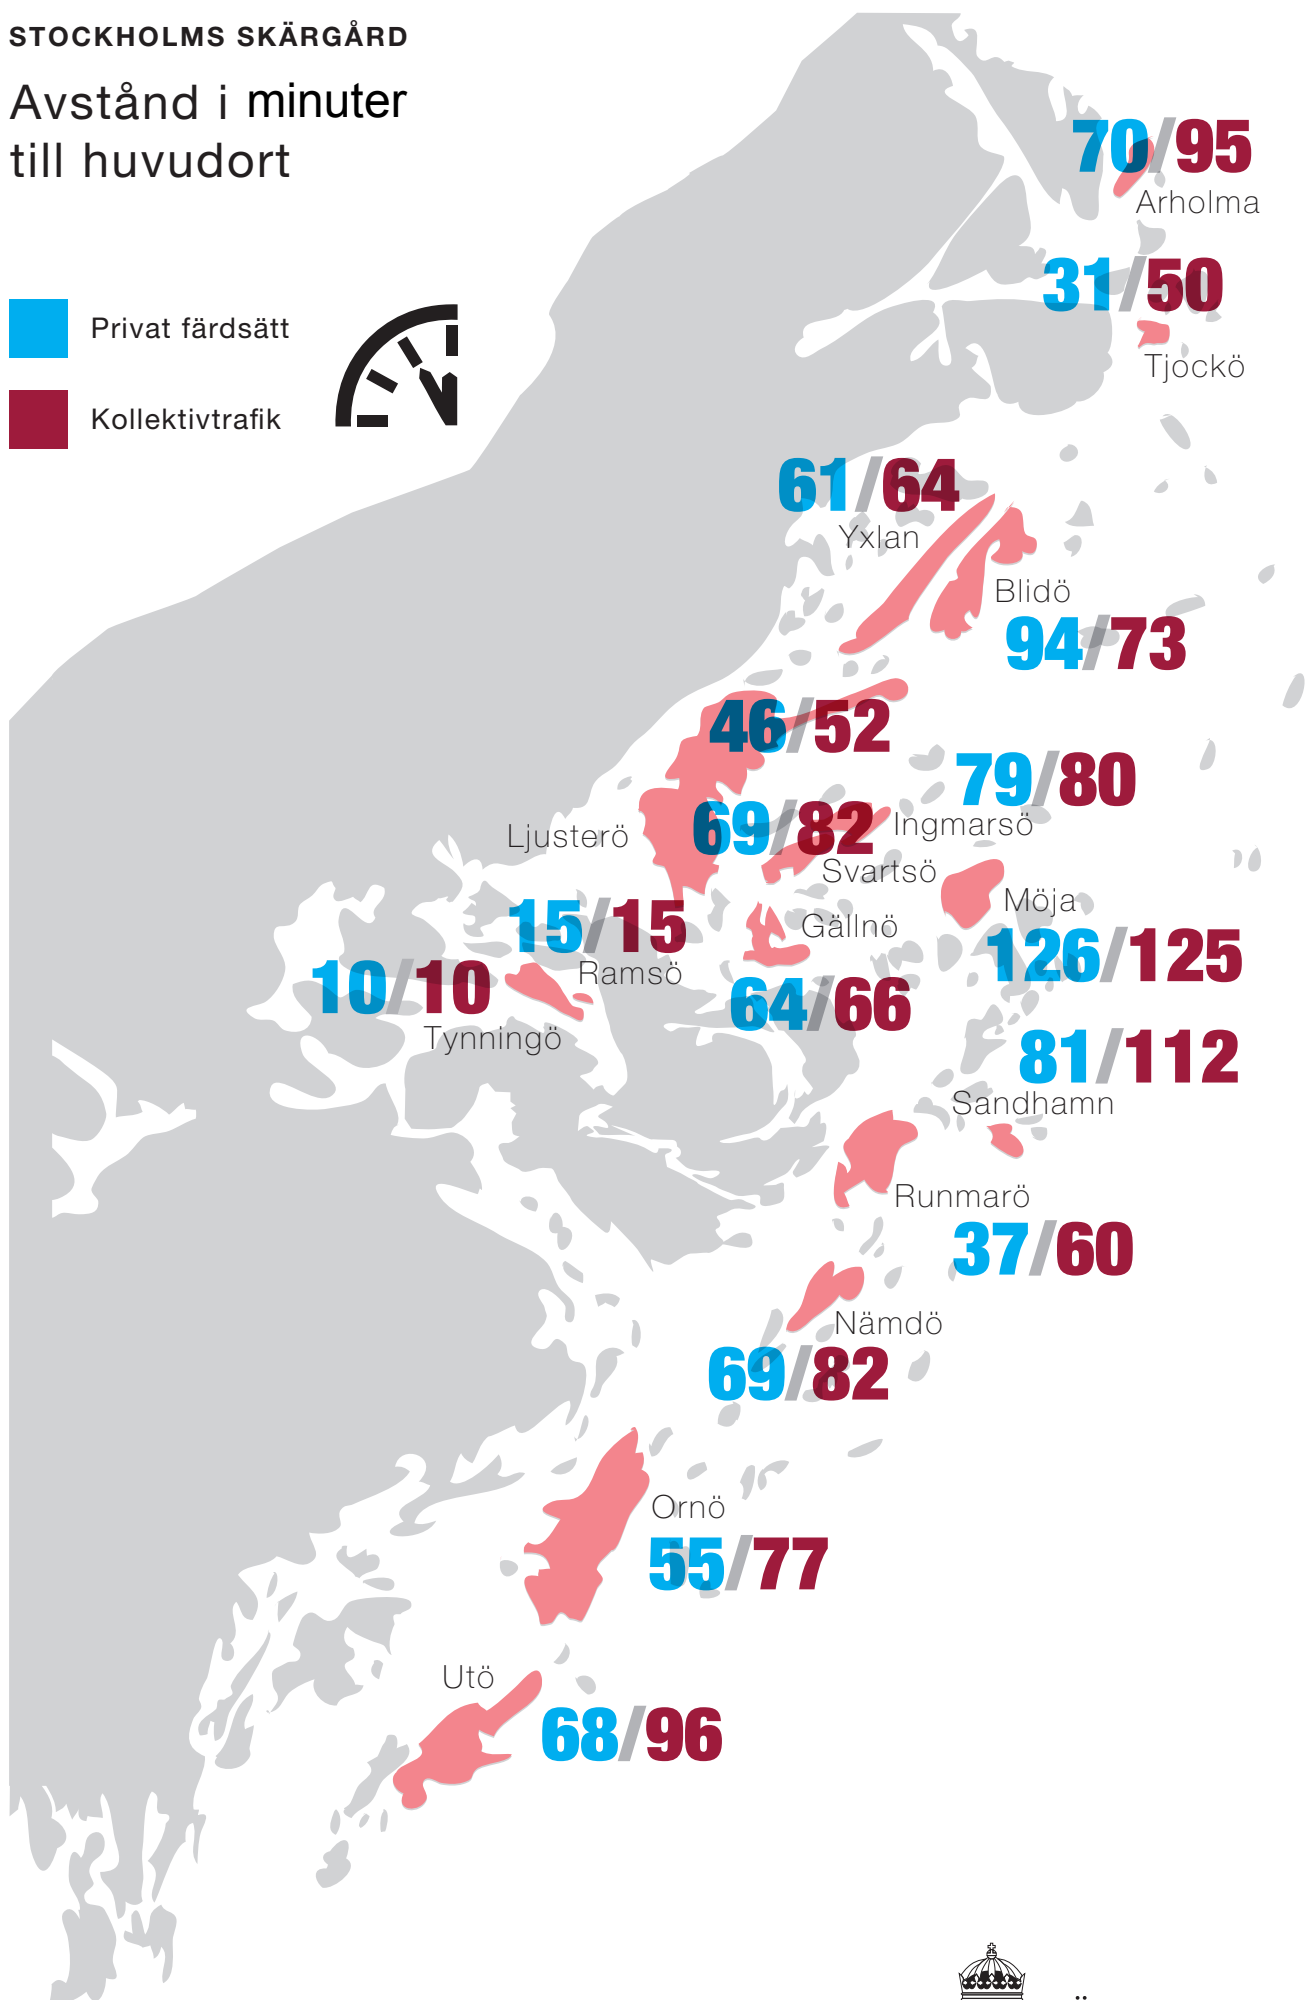 STOCKHOLMS SKÄRGÅRD
Avstånd i minuter
till huvudort
Privat färdsätt
Kollektivtrafik
70/95
Arholma
31/50
Tjockö
61/64
Yxlan
Blidö
94/73
46/52
79/80
Ingmarsö
69/82
Ljusterö
Svartsö
Möja
126/125
15/15
Ramsö
Gällnö
64/66
10/10
Tynningö
81/112
Sandhamn
Runmarö
37/60
Nämdö
69/82
Ornö
55/77
Utö
68/96